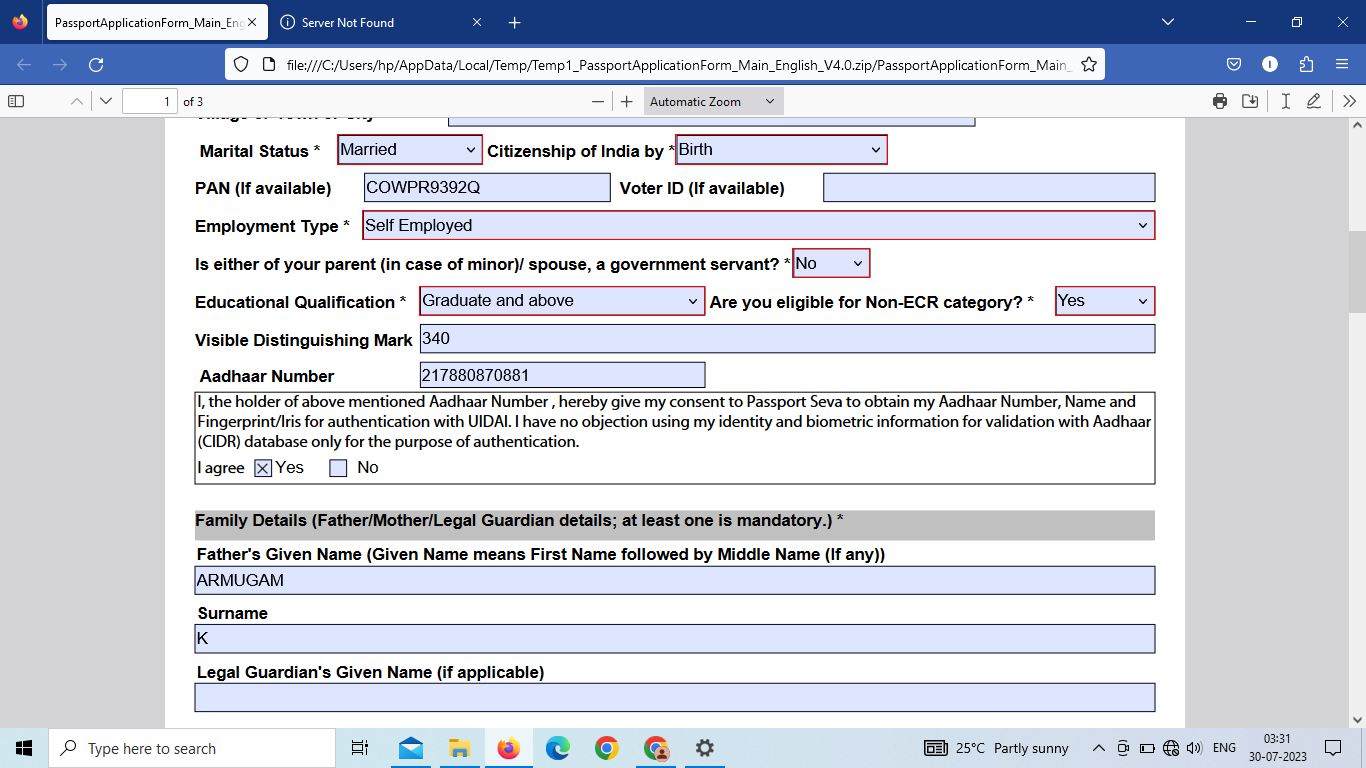 PassportApplicationForm_Main_Eng
Server Not Found
file:///C:/Users/hp/AppData/Local/Temp/Temp1_PassportApplicationForm_Main_English_V4.0.zip/PassportApplicationForm_Main_
1 of 3
Automatic Zoom
Village or Town or City
Marital Status * Married Citizenship of India by * Birth
PAN (If available) COWPR9392Q Voter ID (If available)
Employment Type * Self Employed
Is either of your parent (in case of minor)/ spouse, a government servant? * No
Educational Qualification * Graduate and above Are you eligible for Non-ECR category? * Yes
Visible Distinguishing Mark 340
Aadhaar Number 217880870881
I, the holder of above mentioned Aadhaar Number , hereby give my consent to Passport Seva to obtain my Aadhaar Number, Name and
Fingerprint/Iris for authentication with UIDAI. I have no objection using my identity and biometric information for validation with Aadhaar
(CIDR) database only for the purpose of authentication.
I agree Yes No
Family Details (Father/Mother/Legal Guardian details; at least one is mandatory.) *
Father's Given Name (Given Name means First Name followed by Middle Name (If any))
ARMUGAM
Surname
K
Legal Guardian's Given Name (if applicable)
Type here to search
25°C Partly sunny
ENG
03:31
30-07-2023